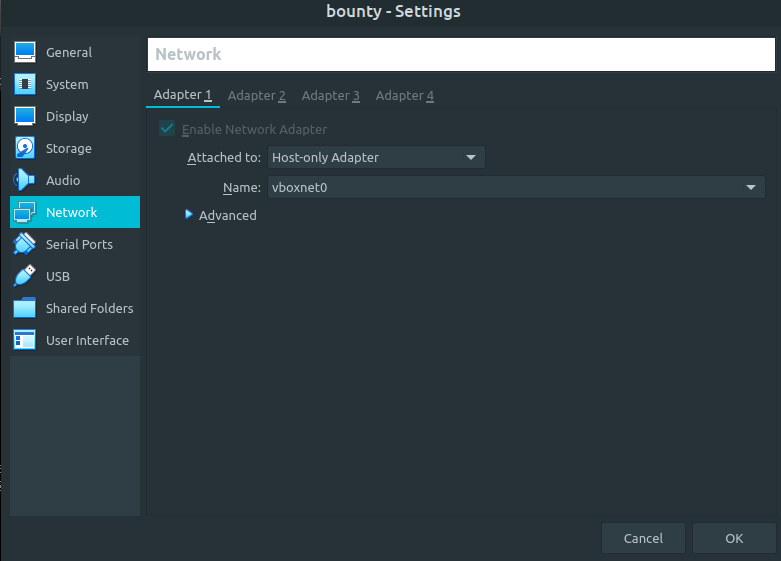 bounty - Settings
General
System
Display
Storage
Audio
Network
Serial Ports
USB
Shared Folders
User Interface
Network
Adapter 1 Adapter 2 Adapter 3 Adapter 4
Enable Network Adapter
Attached to: Host-only Adapter
Name: vboxnet0
Advanced
Cancel OK